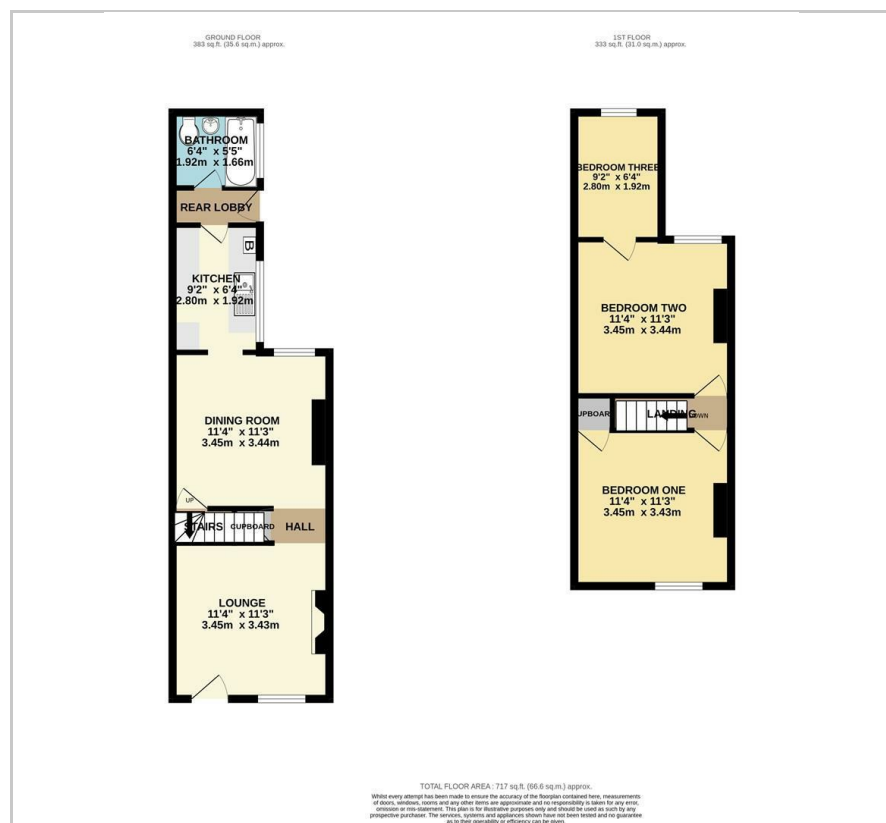 GROUND FLOOR
383 sq.ft. (35.6 sq.m.) approx.
BATHROOM
6'4" x 5'5"
1.92m x 1.66m
REAR LOBBY
B
KITCHEN
9'2" x 6'4"
2.80m x 1.92m
DINING ROOM
11'4" x 11'3"
3.45m x 3.44m
UP
STAIRS
CUPBOARD
HALL
LOUNGE
11'4" x 11'3"
3.45m x 3.43m
1ST FLOOR
333 sq.ft. (31.0 sq.m.) approx.
BEDROOM THREE
9'2" x 6'4"
2.80m x 1.92m
BEDROOM TWO
11'4" x 11'3"
3.45m x 3.44m
UPBOAR
LANDING
DOWN
BEDROOM ONE
11'4" x 11'3"
3.45m x 3.43m
TOTAL FLOOR AREA : 717 sq.ft. (66.6 sq.m.) approx.
Whilst every attempt has been made to ensure the accuracy of the floorplan contained here, measurements
of doors, windows, rooms and any other items are approximate and no responsibility is taken for any error,
omission or mis-statement. This plan is for illustrative purposes only and should be used as such by any
prospective purchaser. The services, systems and appliances shown have not been tested and no guarantee
as to their operability or efficiency can be given.